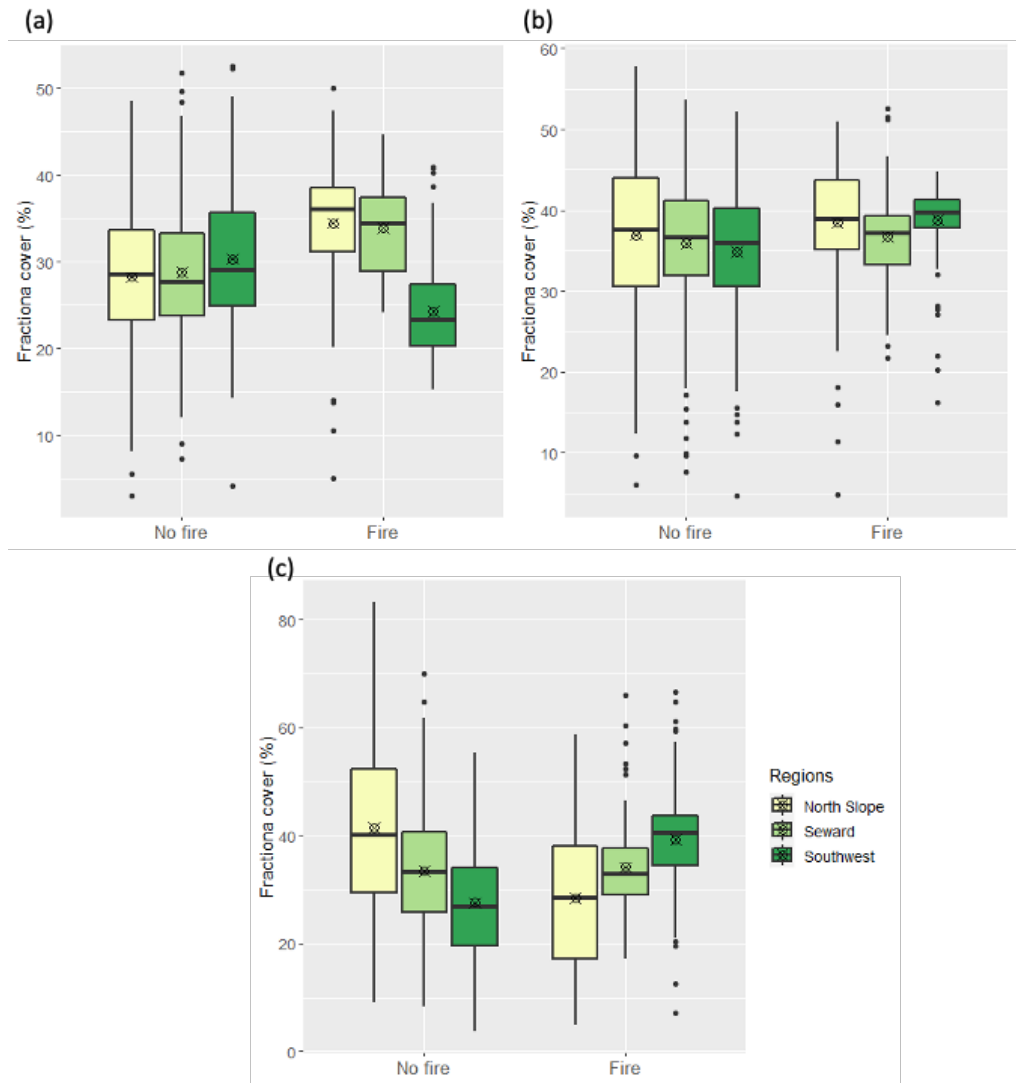 (a)
Fractiona cover (%)
50
40
30
20
10
No fire
Fire
(b)
Fractiona cover (%)
60
50
40
30
20
10
No fire
Fire
(c)
Fractiona cover (%)
80
60
40
20
0
No fire
Fire
Regions
North Slope
Seward
Southwest